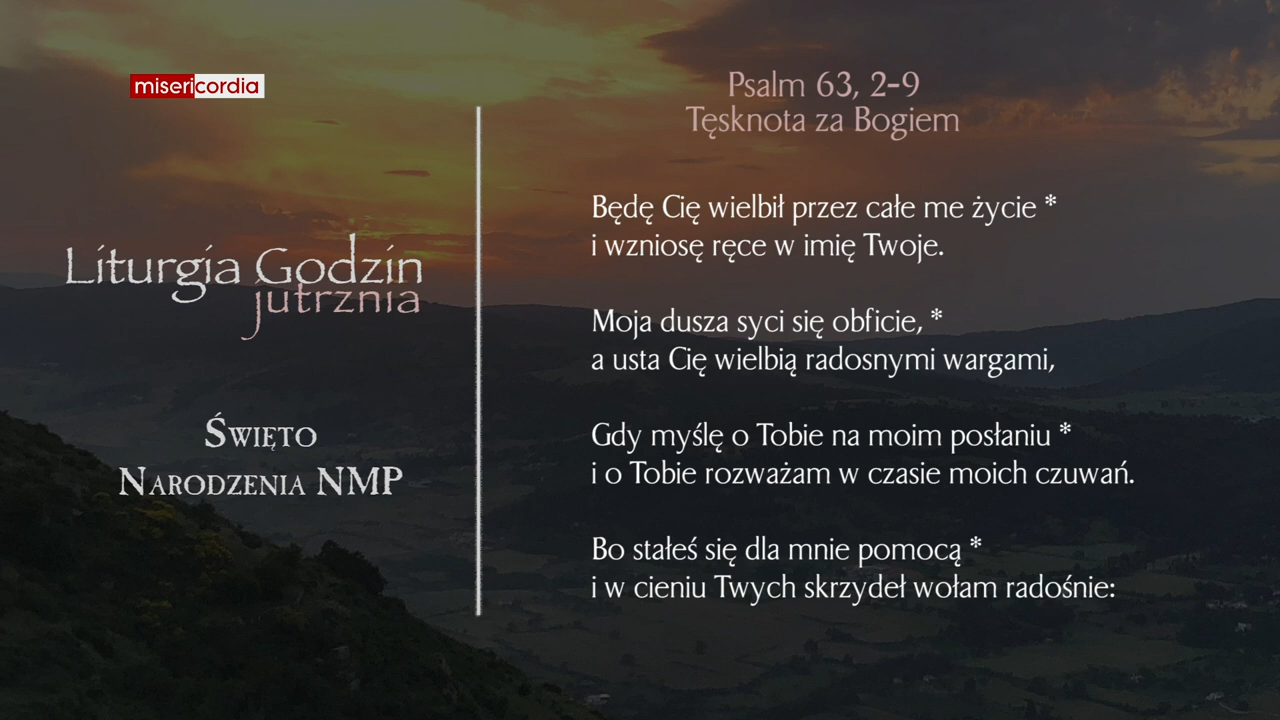 misericordia
Liturgia Godzin
jutrznia
Święto
Narodzenia NMP
Psalm 63, 2-9
Tęsknota za Bogiem
Będę Cię wielbił przez całe me życie *
i wzniosę ręce w imię Twoje.
Moja dusza syci się obficie, *
a usta Cię wielbią radosnymi wargami,
Gdy myślę o Tobie na moim posłaniu *
i o Tobie rozważam w czasie moich czuwań.
Bo stałeś się dla mnie pomocą *
i w cieniu Twych skrzydeł wołam radośnie: